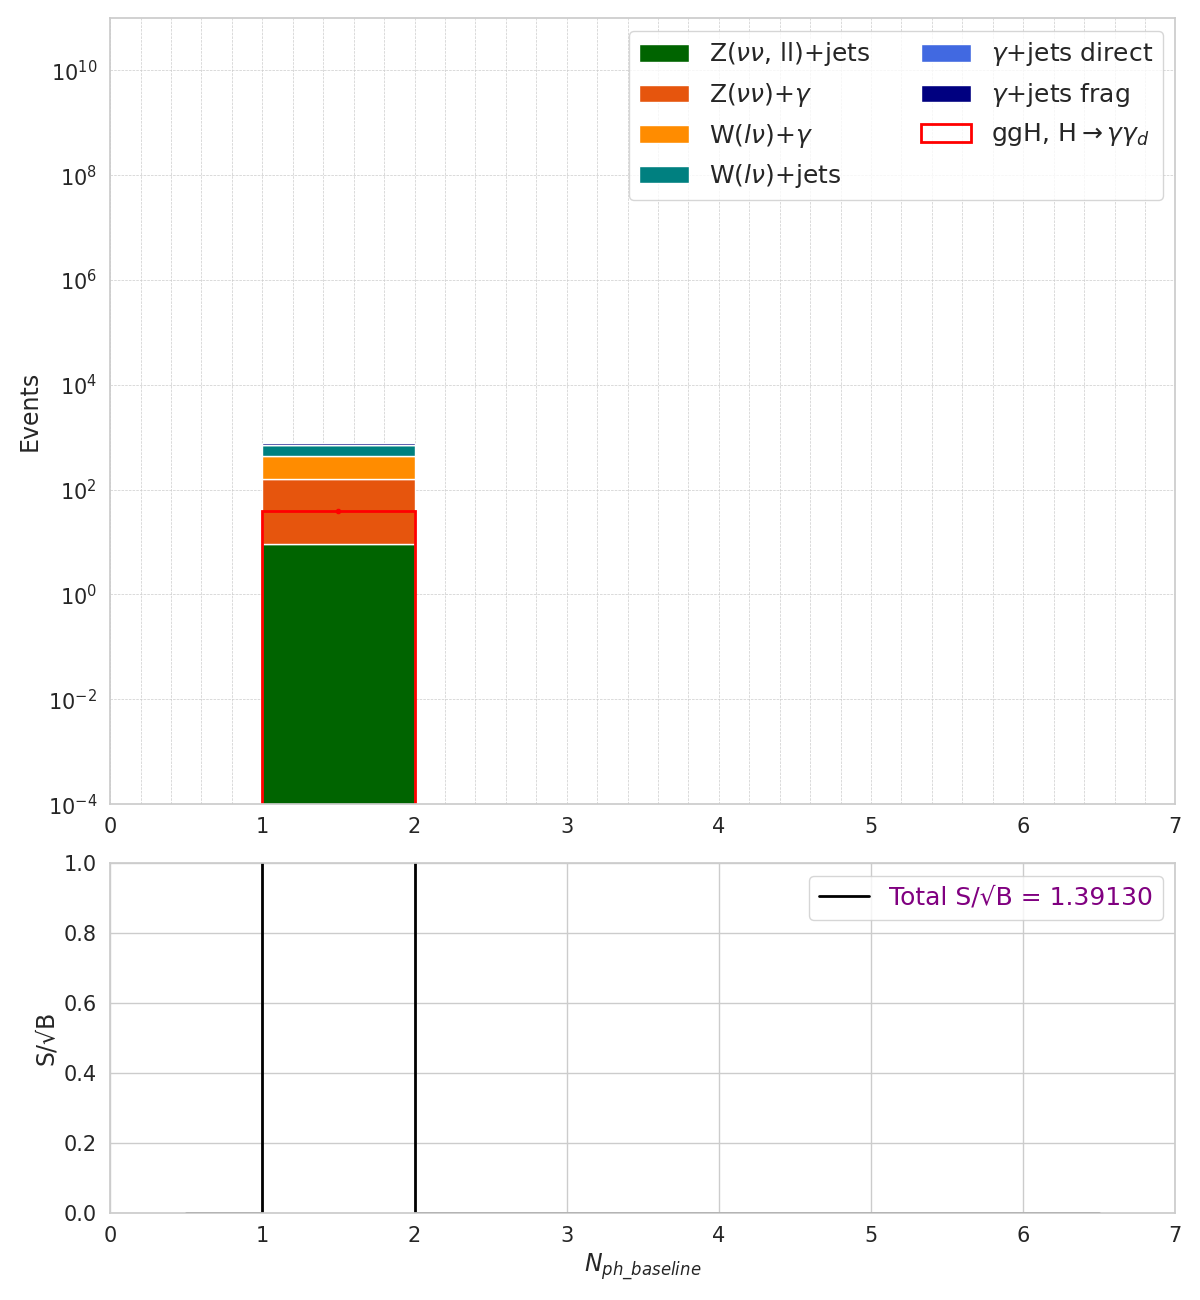 Z(νν, ll)+jets
Z(νν)+γ
W(lν)+γ
W(lν)+jets
γ+jets direct
γ+jets frag
ggH, H→γγ_d
Events
10^10
10^8
10^6
10^4
10^2
10^0
10^−2
10^−4
0 1 2 3 4 5 6 7
Total S/√B = 1.39130
S/√B
1.0
0.8
0.6
0.4
0.2
0.0
0 1 2 3 4 5 6 7
N_ph_baseline